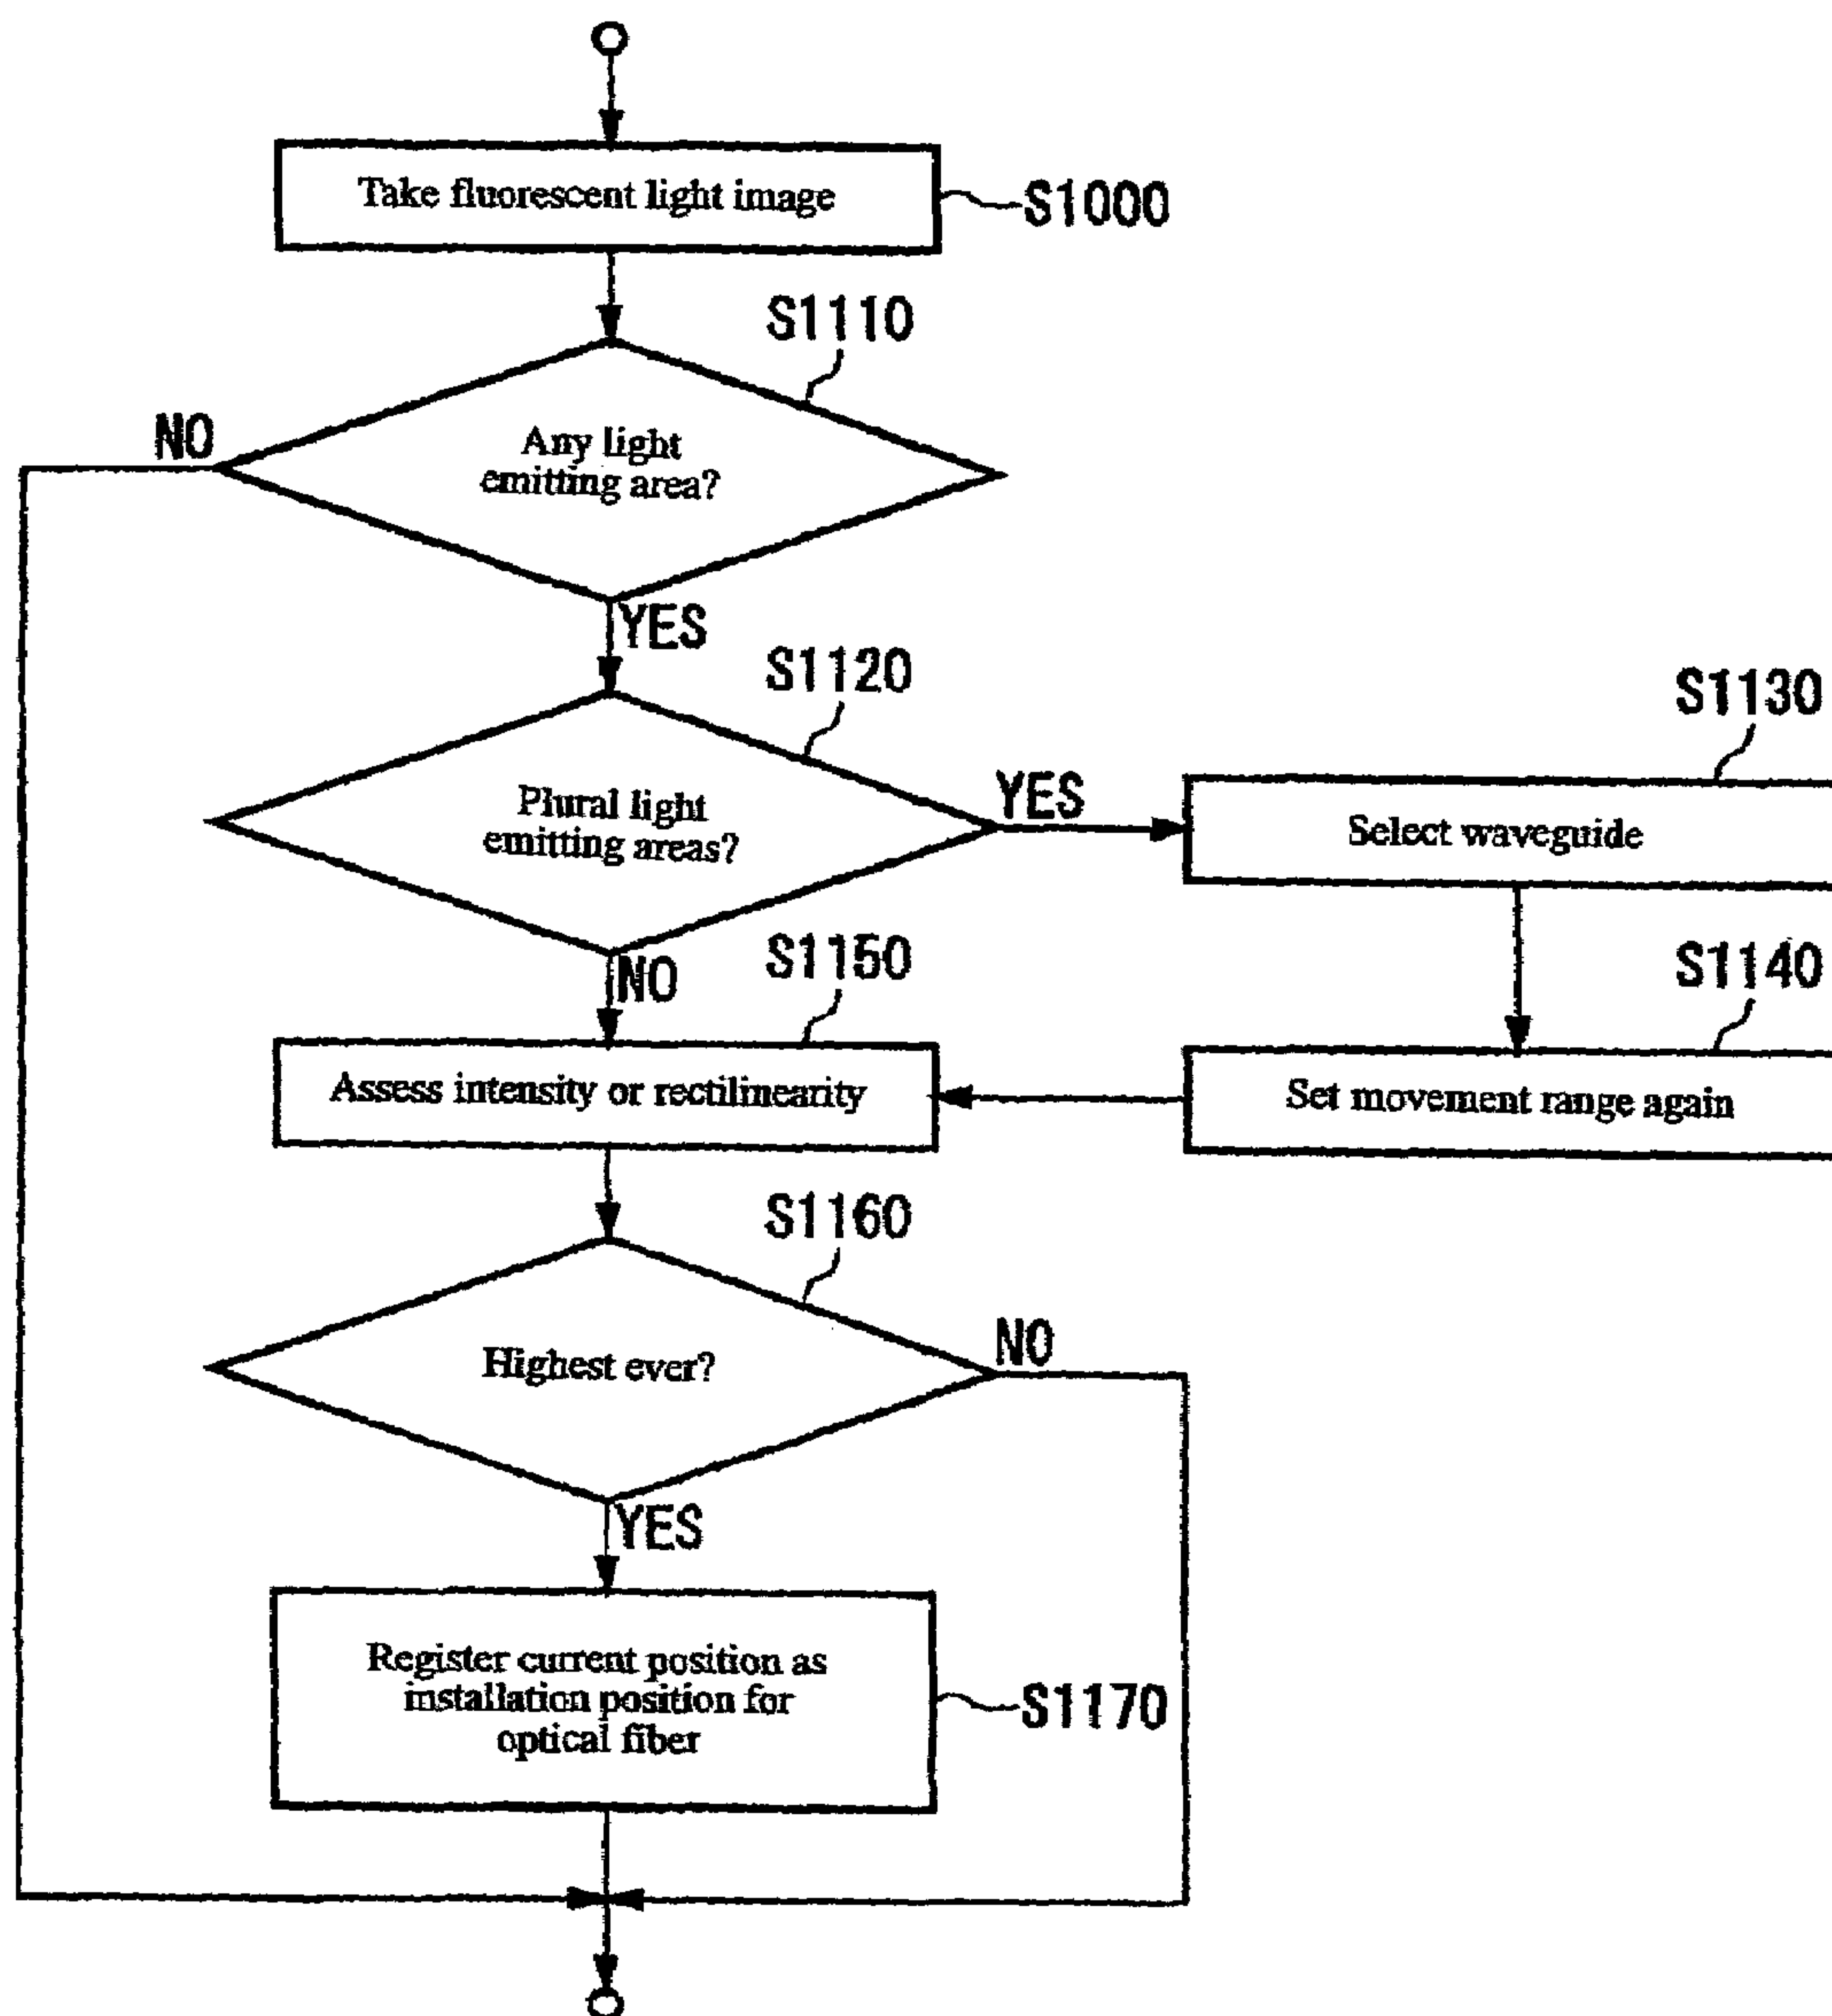 Take fluorescent light image
S1000
S1110
NO
Any light
emitting area?
YES
S1120
S1130
Plural light
emitting areas?
YES
Select waveguide
NO
S1150
S1140
Assess intensity or rectilinearity
Set movement range again
S1160
Highest ever?
NO
YES
Register current position as
installation position for
optical fiber
S1170